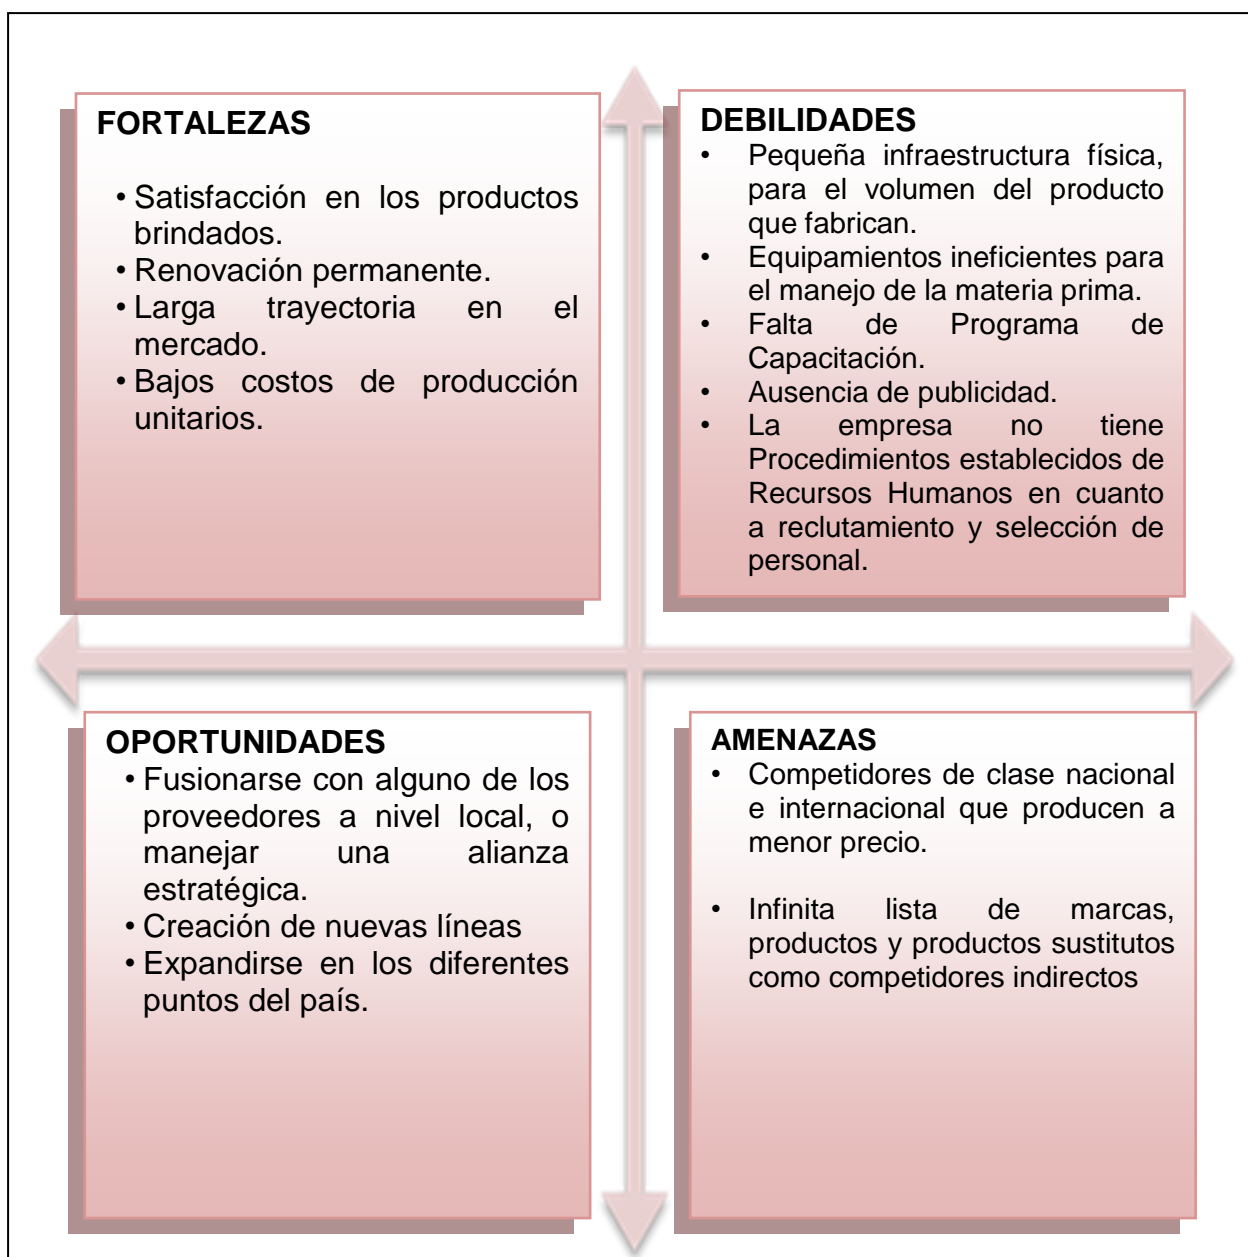 FORTALEZAS
• Satisfacción en los productos
brindados.
• Renovación permanente.
• Larga trayectoria en el
mercado.
• Bajos costos de producción
unitarios.
DEBILIDADES
• Pequeña infraestructura física,
para el volumen del producto
que fabrican.
• Equipamientos ineficientes para
el manejo de la materia prima.
• Falta de Programa de
Capacitación.
• Ausencia de publicidad.
• La empresa no tiene
Procedimientos establecidos de
Recursos Humanos en cuanto
a reclutamiento y selección de
personal.
OPORTUNIDADES
• Fusionarse con alguno de los
proveedores a nivel local, o
manejar una alianza
estratégica.
• Creación de nuevas líneas
• Expandirse en los diferentes
puntos del país.
AMENAZAS
• Competidores de clase nacional
e internacional que producen a
menor precio.
• Infinita lista de marcas,
productos y productos sustitutos
como competidores indirectos